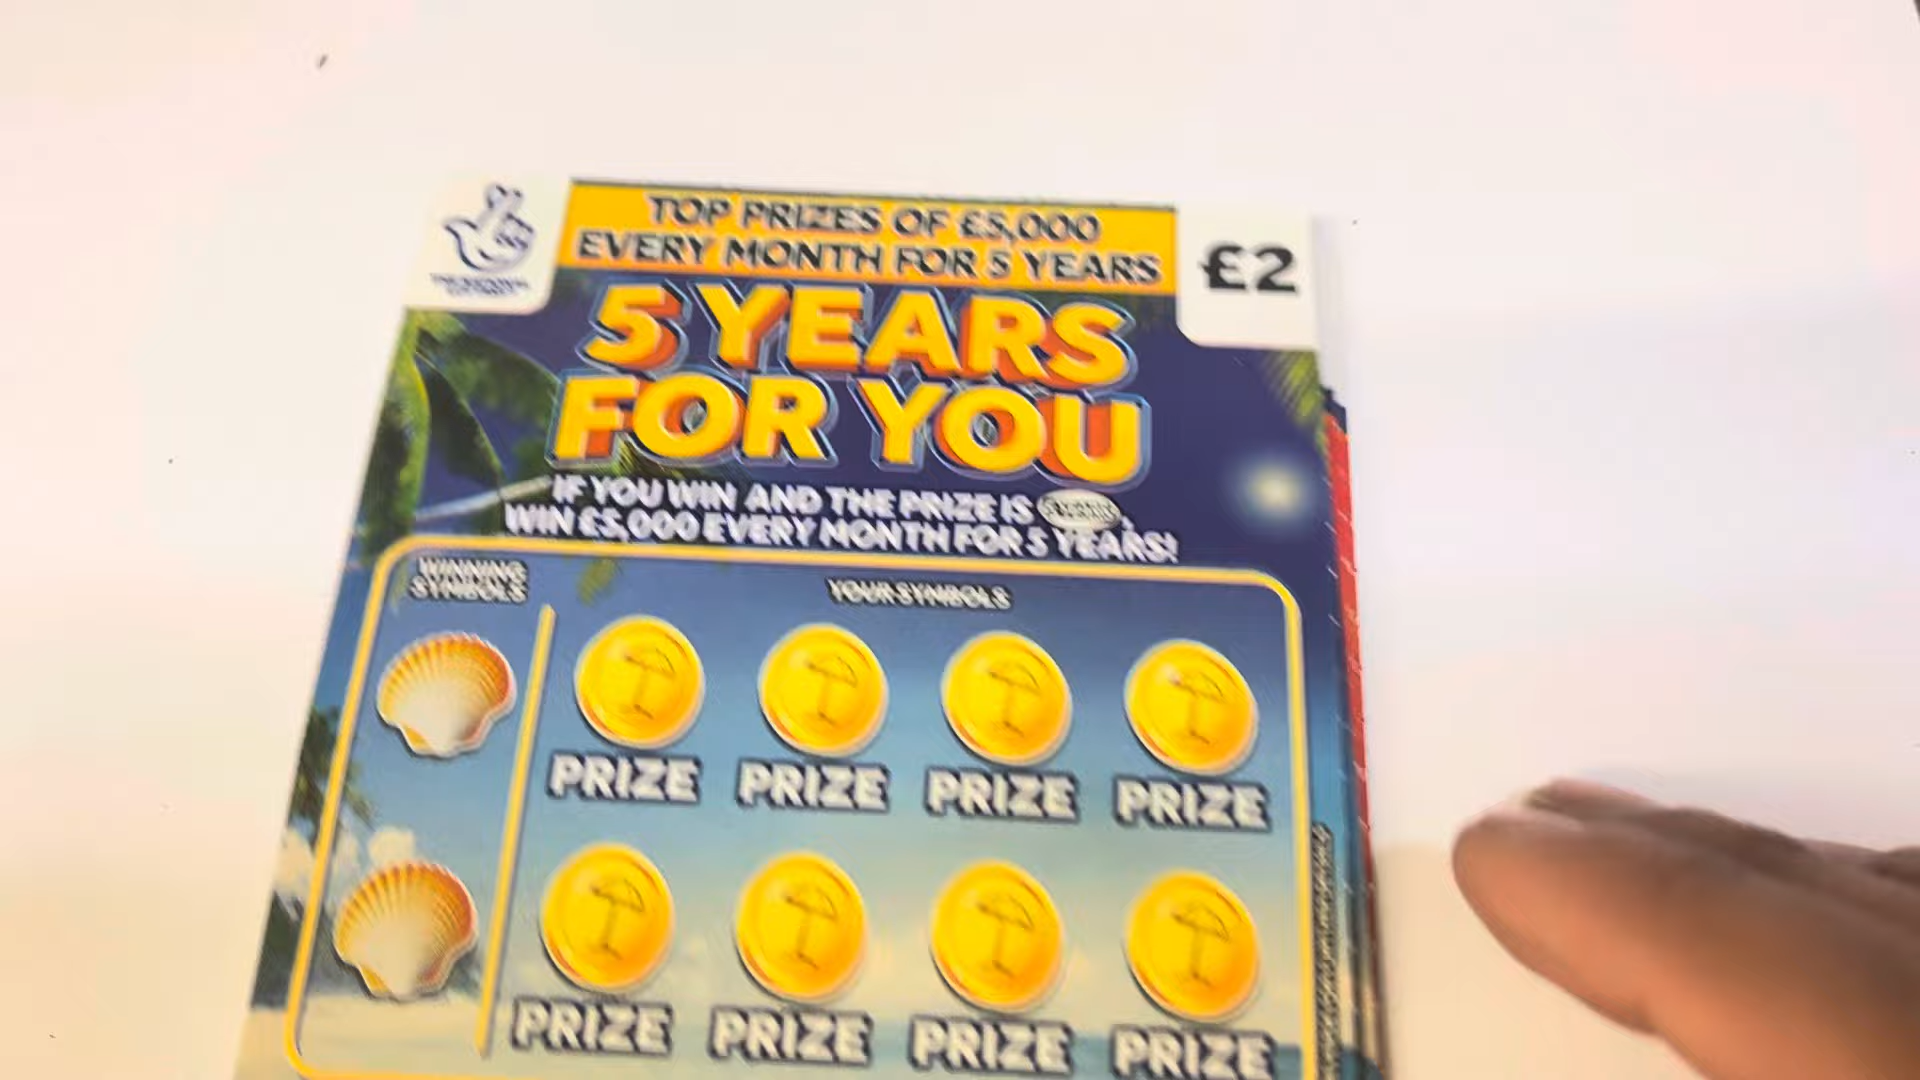 TOP PRIZES OF £5,000
EVERY MONTH FOR 5 YEARS
£2
5 YEARS
FOR YOU
IF YOU WIN AND THE PRIZE IS
WIN £5,000 EVERY MONTH FOR 5 YEARS!
WINNING
SYMBOLS
YOUR SYMBOLS
PRIZE PRIZE PRIZE PRIZE
PRIZE PRIZE PRIZE PRIZE